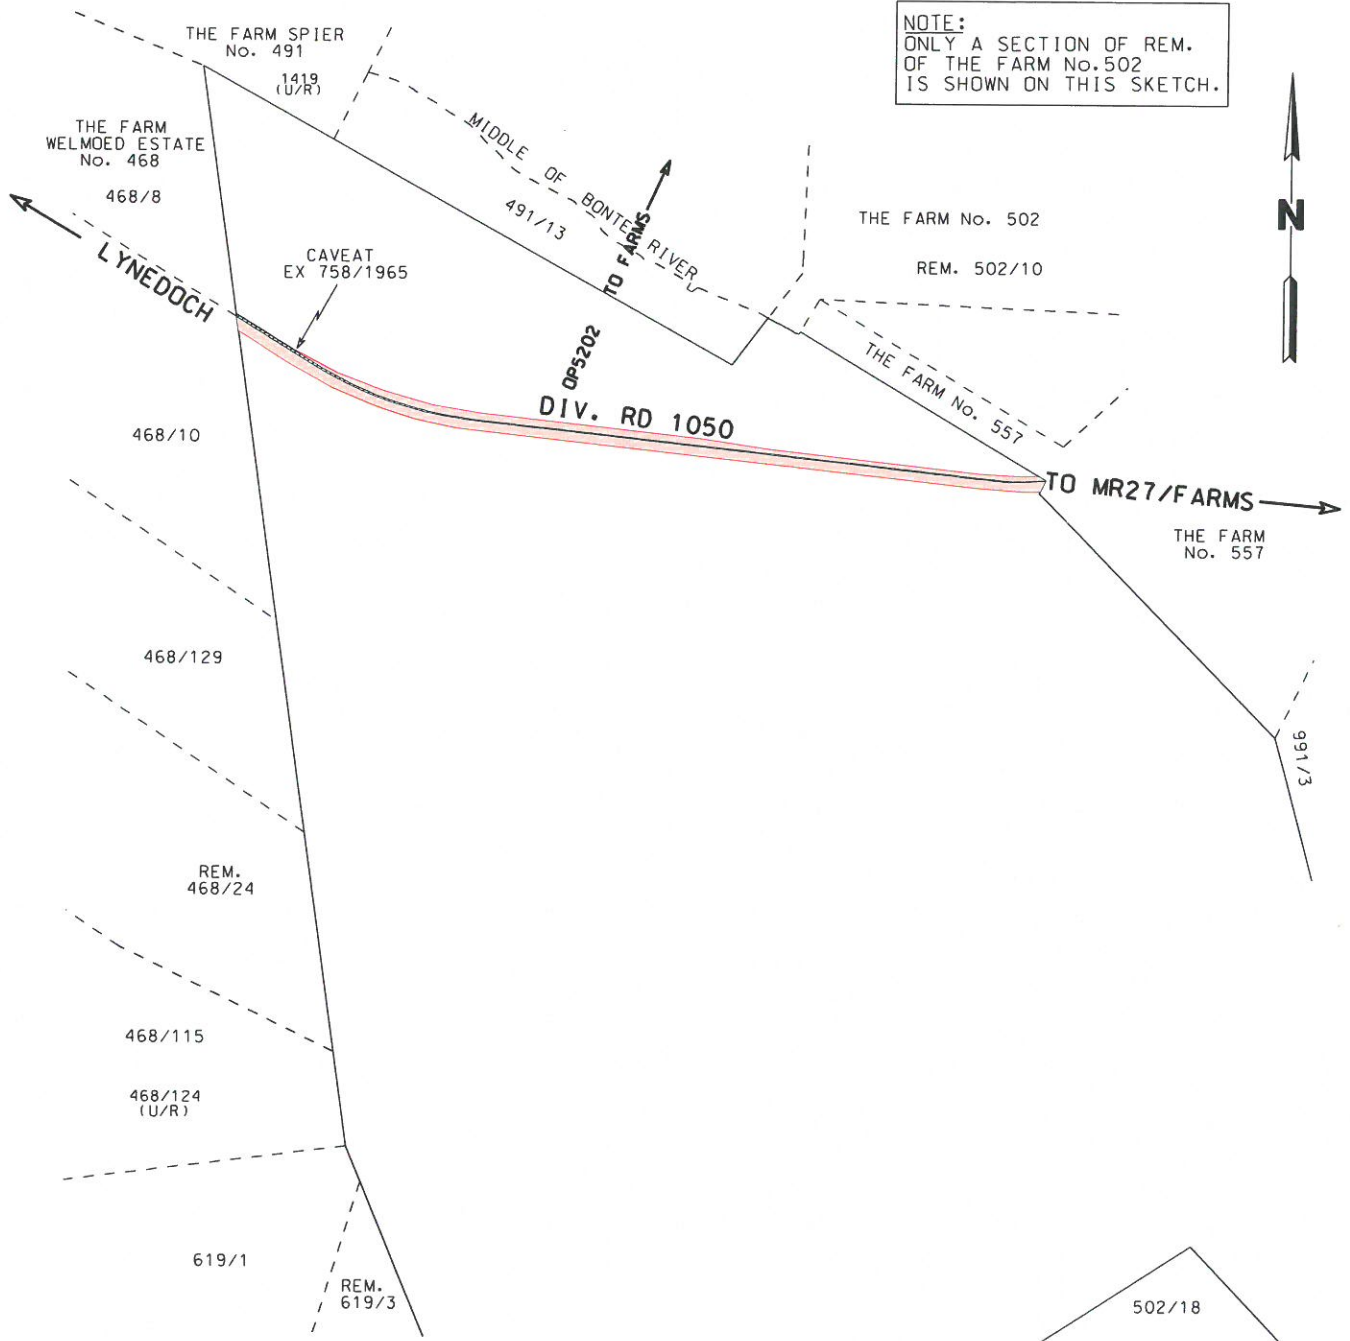 NOTE:
ONLY A SECTION OF REM.
OF THE FARM No.502
IS SHOWN ON THIS SKETCH.
THE FARM SPIER
No. 491
1419
(U/R)
THE FARM
WELMOED ESTATE
No. 468
468/8
MIDDLE OF BONTE RIVER
491/13
TO FARMS
THE FARM No. 502
REM. 502/10
N
LYNEDOCH
CAVEAT
EX 758/1965
OP5202
DIV. RD 1050
THE FARM No. 557
468/10
TO MR27/FARMS
THE FARM
No. 557
468/129
991/3
REM.
468/24
468/115
468/124
(U/R)
619/1
REM.
619/3
502/18